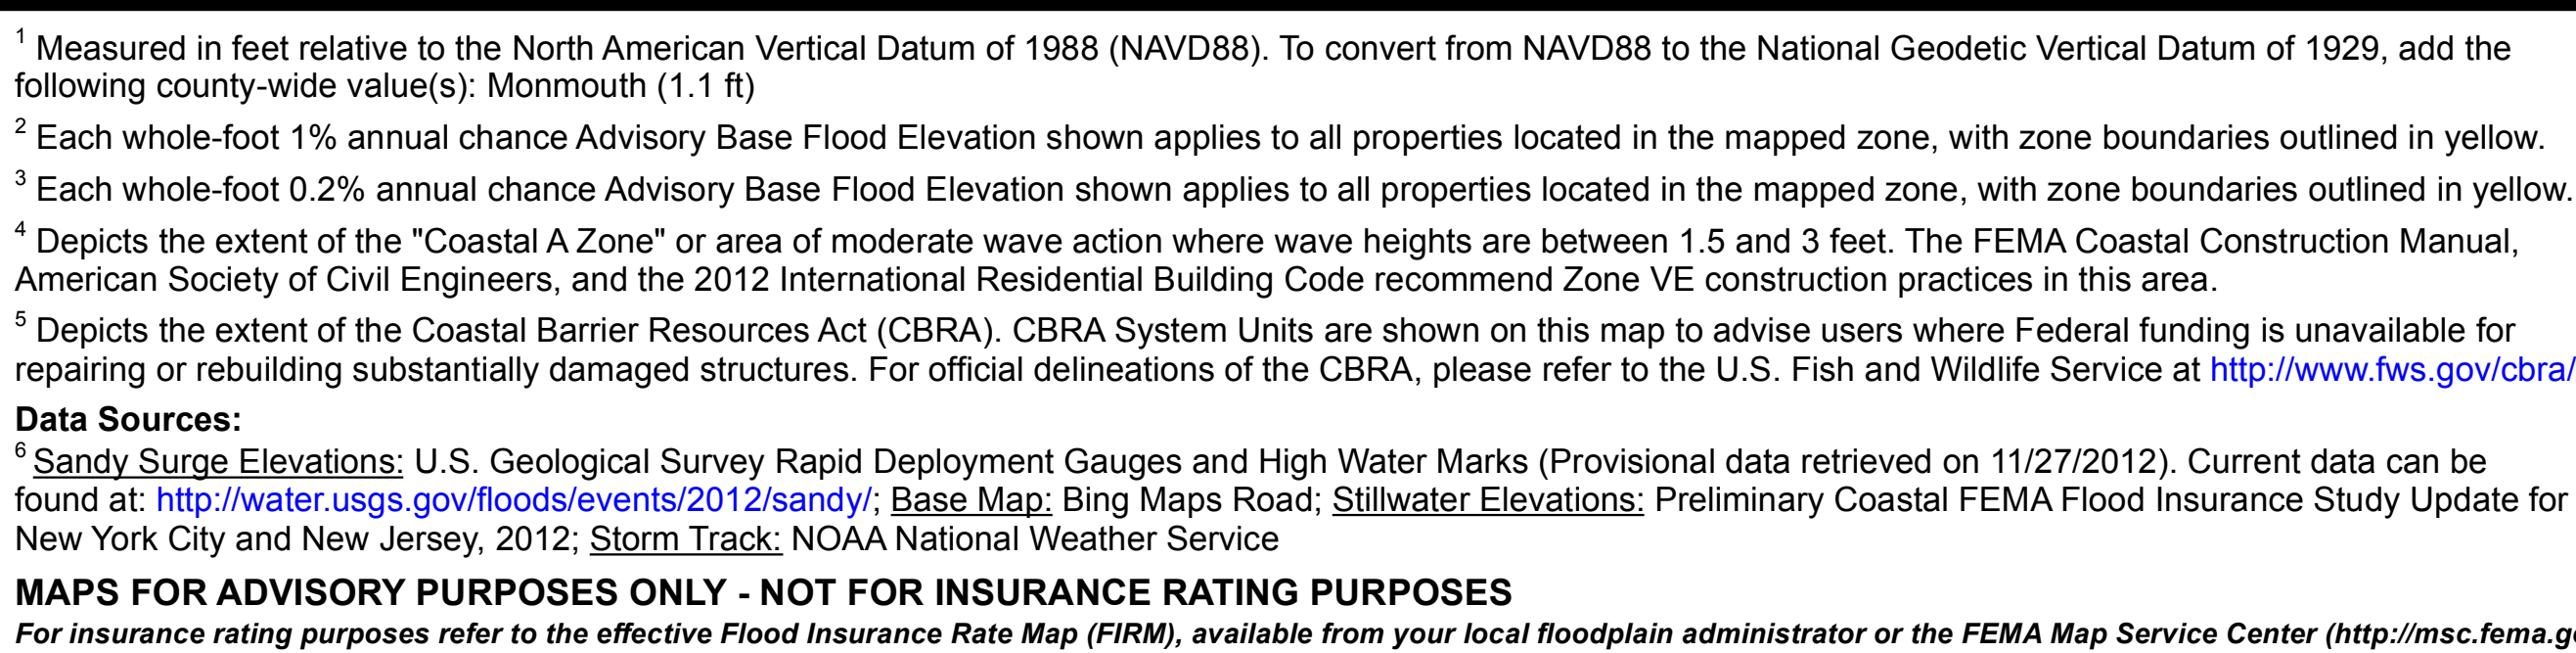 1 Measured in feet relative to the North American Vertical Datum of 1988 (NAVD88). To convert from NAVD88 to the National Geodetic Vertical Datum of 1929, add the
following county-wide value(s): Monmouth (1.1 ft)
2 Each whole-foot 1% annual chance Advisory Base Flood Elevation shown applies to all properties located in the mapped zone, with zone boundaries outlined in yellow.
3 Each whole-foot 0.2% annual chance Advisory Base Flood Elevation shown applies to all properties located in the mapped zone, with zone boundaries outlined in yellow.
4 Depicts the extent of the "Coastal A Zone" or area of moderate wave action where wave heights are between 1.5 and 3 feet. The FEMA Coastal Construction Manual,
American Society of Civil Engineers, and the 2012 International Residential Building Code recommend Zone VE construction practices in this area.
5 Depicts the extent of the Coastal Barrier Resources Act (CBRA). CBRA System Units are shown on this map to advise users where Federal funding is unavailable for
repairing or rebuilding substantially damaged structures. For official delineations of the CBRA, please refer to the U.S. Fish and Wildlife Service at http://www.fws.gov/cbra/
Data Sources:
6 Sandy Surge Elevations: U.S. Geological Survey Rapid Deployment Gauges and High Water Marks (Provisional data retrieved on 11/27/2012). Current data can be
found at: http://water.usgs.gov/floods/events/2012/sandy/; Base Map: Bing Maps Road; Stillwater Elevations: Preliminary Coastal FEMA Flood Insurance Study Update for
New York City and New Jersey, 2012; Storm Track: NOAA National Weather Service
MAPS FOR ADVISORY PURPOSES ONLY - NOT FOR INSURANCE RATING PURPOSES
For insurance rating purposes refer to the effective Flood Insurance Rate Map (FIRM), available from your local floodplain administrator or the FEMA Map Service Center (http://msc.fema.g